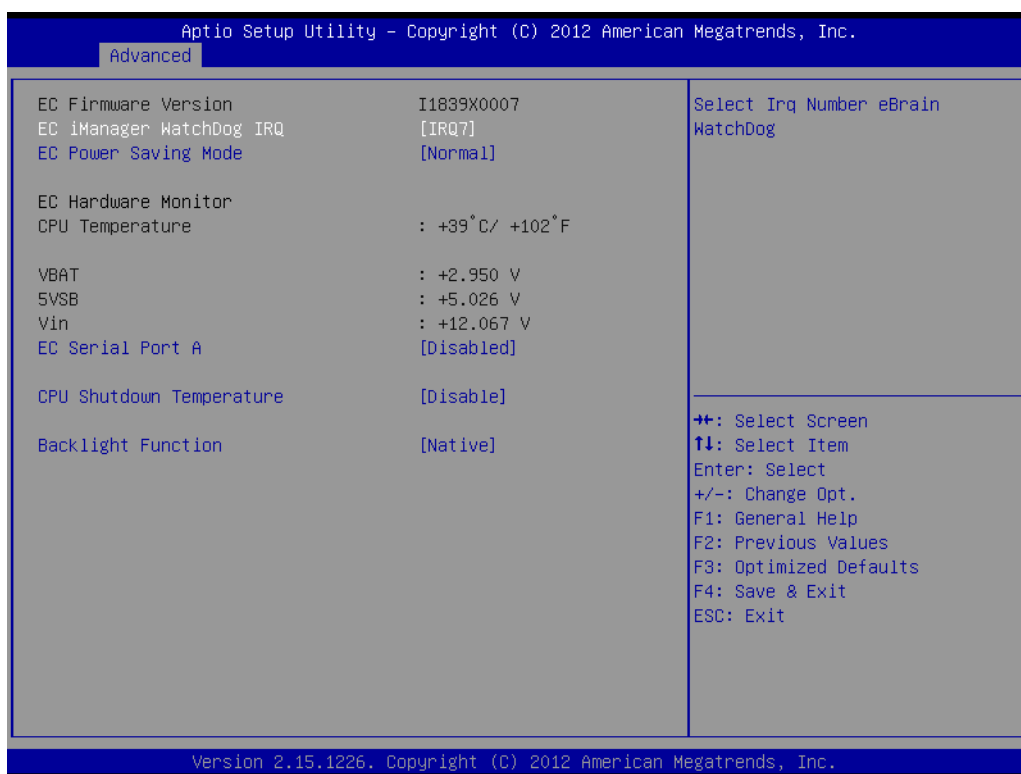 Aptio Setup Utility – Copyright (C) 2012 American Megatrends, Inc.
Advanced
EC Firmware Version I1839X0007
EC iManager WatchDog IRQ [IRQ7]
EC Power Saving Mode [Normal]
EC Hardware Monitor
CPU Temperature : +39°C/ +102°F
VBAT : +2.950 V
5VSB : +5.026 V
Vin : +12.067 V
EC Serial Port A [Disabled]
CPU Shutdown Temperature [Disable]
Backlight Function [Native]
Select Irq Number eBrain
WatchDog
→←: Select Screen
↑↓: Select Item
Enter: Select
+/-: Change Opt.
F1: General Help
F2: Previous Values
F3: Optimized Defaults
F4: Save & Exit
ESC: Exit
Version 2.15.1226. Copyright (C) 2012 American Megatrends, Inc.